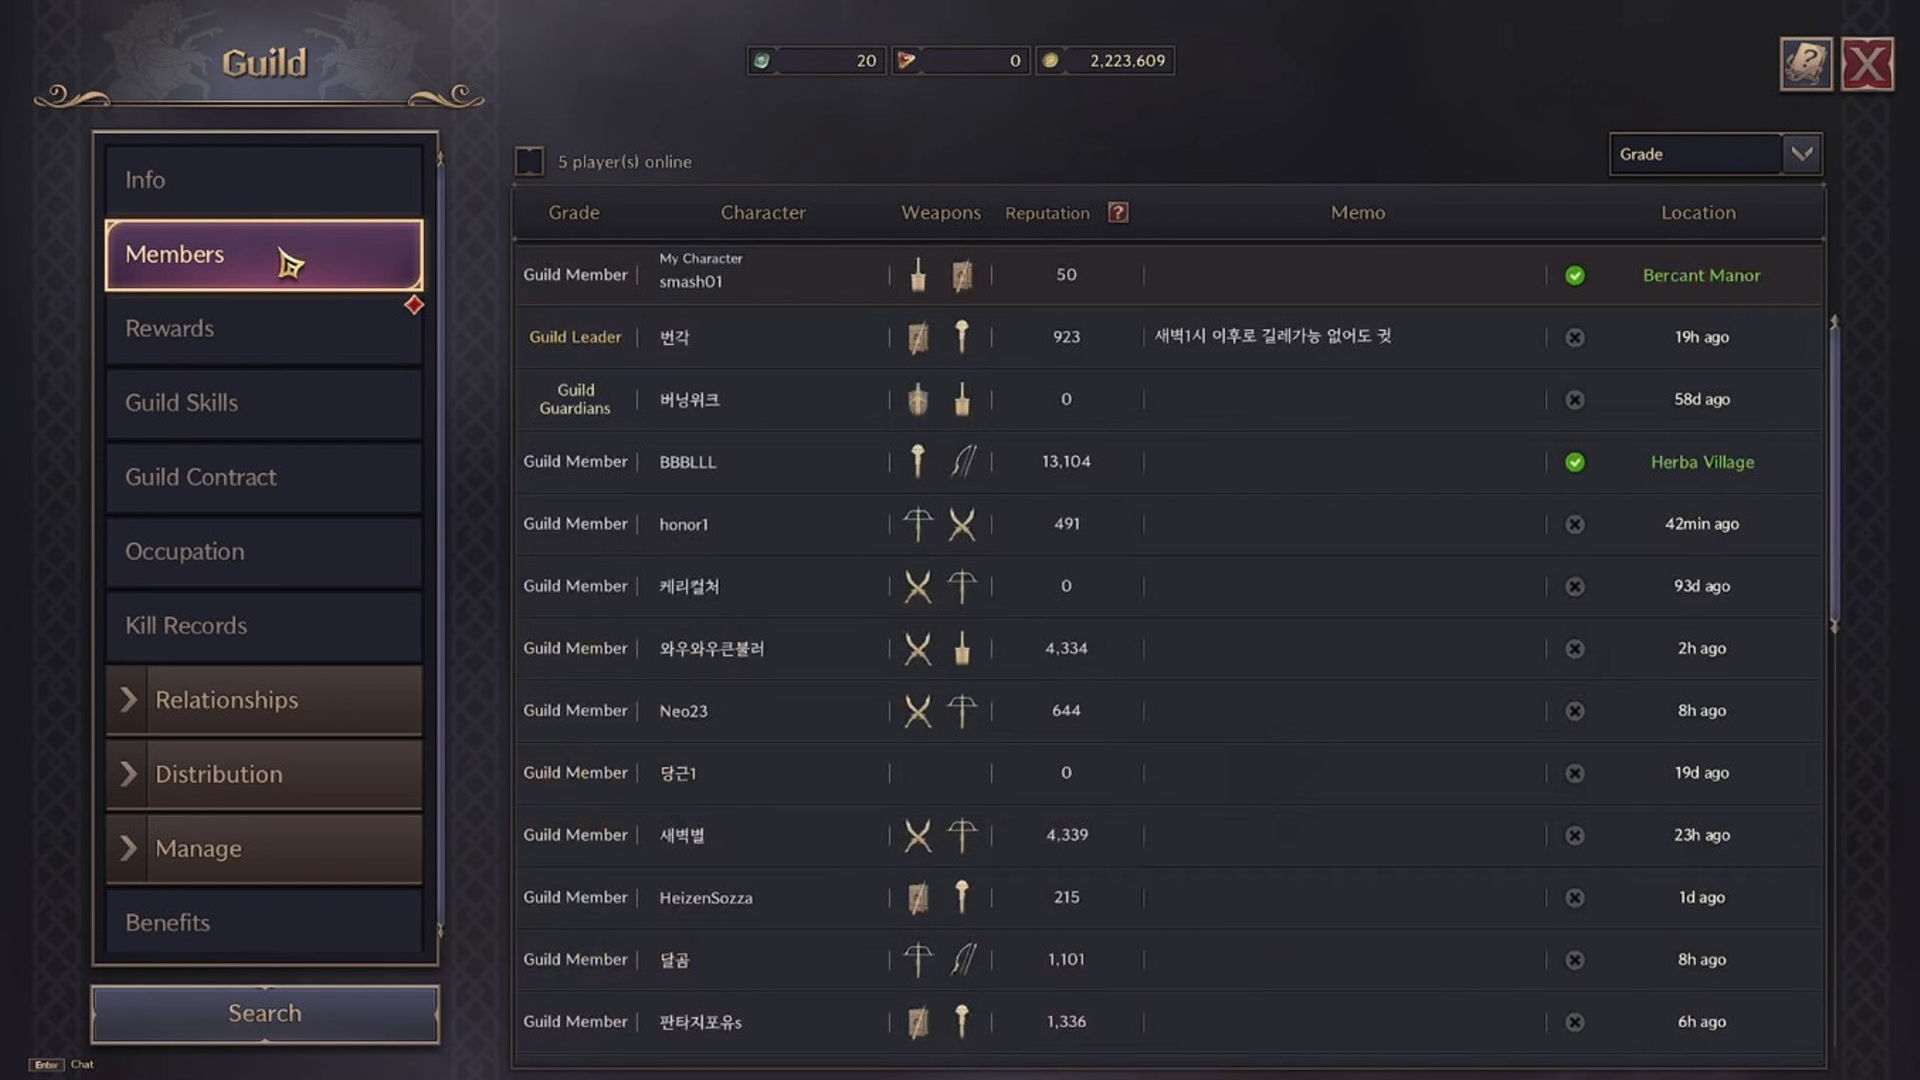 Guild
20 0 2,223,609
Info
Members
Rewards
Guild Skills
Guild Contract
Occupation
Kill Records
Relationships
Distribution
Manage
Benefits
Search
Enter Chat
5 player(s) online
Grade
Grade Character Weapons Reputation ? Memo Location
Guild Member My Character smash01 50 Bercant Manor
Guild Leader 번각 923 새벽1시 이후로 길레가능 없어도 귓 19h ago
Guild Guardians 버닝위크 0 58d ago
Guild Member BBBLLL 13,104 Herba Village
Guild Member honor1 491 42min ago
Guild Member 케리컬쳐 0 93d ago
Guild Member 와우와우큰불러 4,334 2h ago
Guild Member Neo23 644 8h ago
Guild Member 당근1 0 19d ago
Guild Member 새벽별 4,339 23h ago
Guild Member HeizenSozza 215 1d ago
Guild Member 달곰 1,101 8h ago
Guild Member 판타지포유s 1,336 6h ago